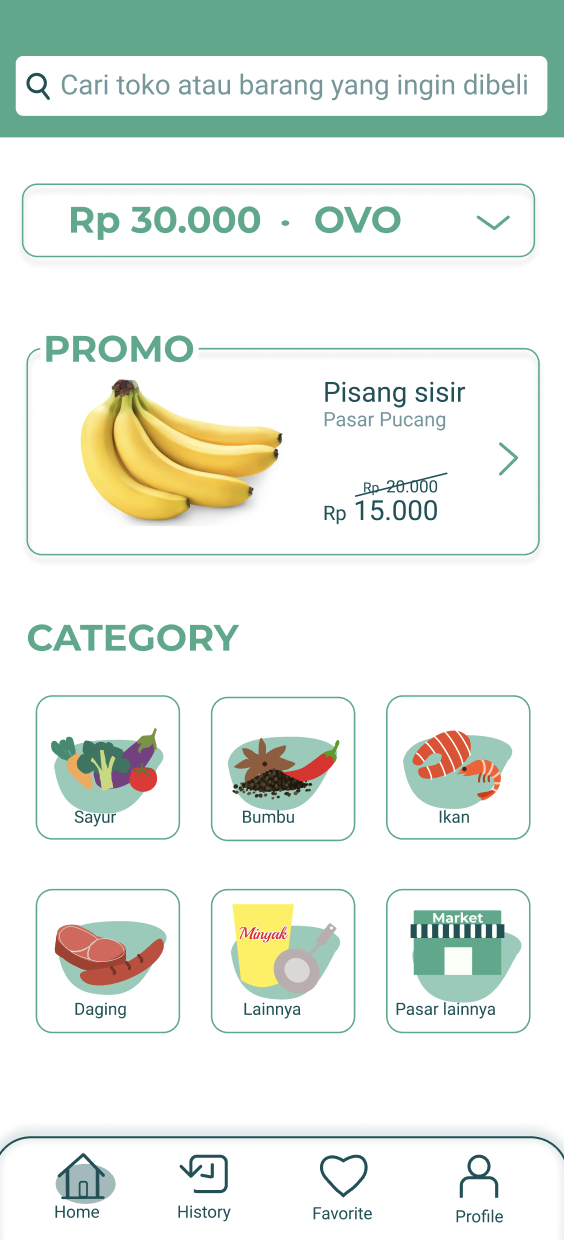 Cari toko atau barang yang ingin dibeli
Rp 30.000 · OVO
PROMO
Pisang sisir
Pasar Pucang
Rp 20.000
Rp 15.000
CATEGORY
Sayur
Bumbu
Ikan
Daging
Minyak
Lainnya
Market
Pasar lainnya
Home
History
Favorite
Profile